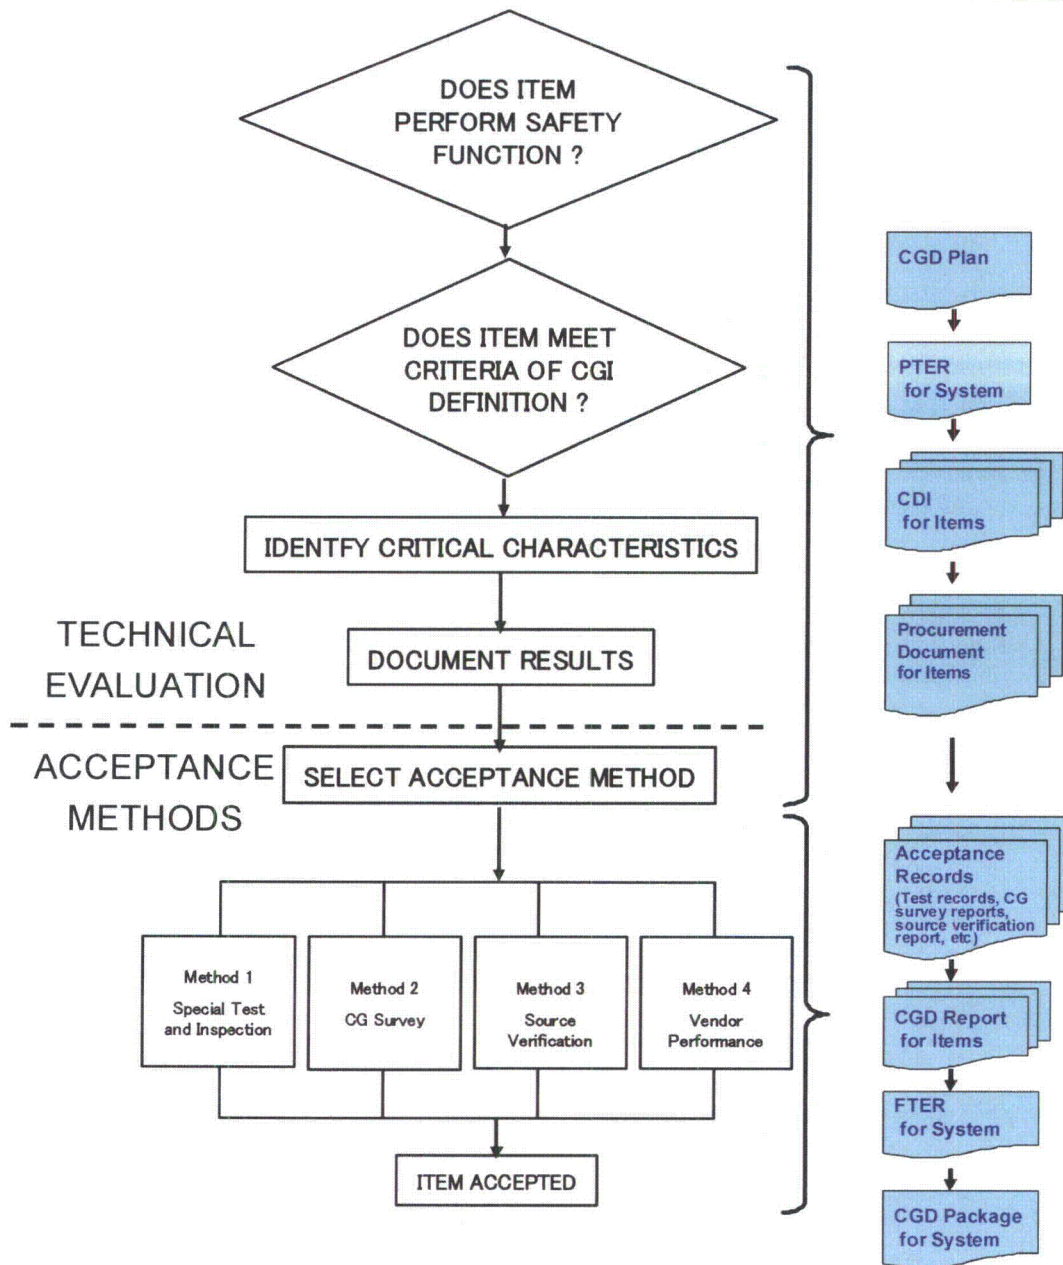 DOES ITEM
PERFORM SAFETY
FUNCTION ?
DOES ITEM MEET
CRITERIA OF CGI
DEFINITION ?
IDENTFY CRITICAL CHARACTERISTICS
TECHNICAL
EVALUATION
DOCUMENT RESULTS
ACCEPTANCE
METHODS
SELECT ACCEPTANCE METHOD
Method 1
Special Test
and Inspection
Method 2
CG Survey
Method 3
Source
Verification
Method 4
Vendor
Performance
ITEM ACCEPTED
CGD Plan
PTER
for System
CDI
for Items
Procurement
Document
for Items
Acceptance
Records
(Test records, CG
survey reports,
source verification
report, etc)
CGD Report
for Items
FTER
for System
CGD Package
for System